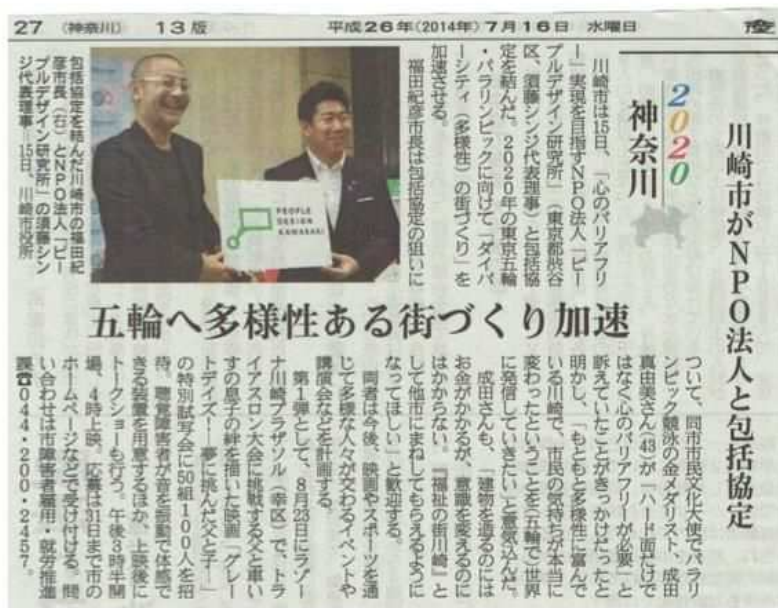 27 (神奈川) 13版 平成26年(2014年)7月16日 水曜日
川崎市がNPO法人と包括協定
2020
神奈川
五輪へ多様性ある街づくり加速
川崎市は15日、「心のバリアフリ
ー」実現を目指すNPO法人「ピー
プルデザイン研究所」(東京都渋谷
区、須藤シンジ代表理事)と包括協
定を結んだ。2020年の東京五輪
・パラリンピックに向けて「ダイバ
ーシティ(多様性)の街づくり」を
加速させる。
福田紀彦市長は包括協定の狙いに
ついて、同市市民文化大使でパラリ
ンピック競泳の金メダリスト、成田
真由美さん(43)が「ハード面だけで
はなく心のバリアフリーが必要」と
訴えていたことがきっかけだったと
明かし、「もともと多様性に富んで
いる川崎で、市民の気持ちが本当に
変わったということを(五輪で)世界
に発信していきたい」と意気込んだ。
成田さんも、「建物を造るのには
お金がかかるが、意識を変えるのに
はかからない。『福祉の街川崎』と
して他市にまねしてもらえるように
なってほしい」と歓迎する。
両者は今後、映画やスポーツを通
じて多様な人々が交わるイベントや
講演会などを計画する。
第1弾として、8月23日にラゾー
ナ川崎プラザソル(幸区)で、トラ
イアスロン大会に挑戦する父と車い
すの息子の絆を描いた映画「グレー
トデイズ!―夢に挑んだ父と子―」
の特別試写会に50組100人を招
待、聴覚障害者が音を振動で体感で
きる装置を用意するほか、上映後に
トークショーも行う。午後3時半開
場、4時上映。応募は31日まで市の
ホームページなどで受け付ける。問
い合わせは市障害者雇用・就労推進
課☎044・200・2457。
PEOPLE
DESIGN
KAWASAKI
包括協定を結んだ川崎市の福田紀
彦市長(右)とNPO法人「ピー
プルデザイン研究所」の須藤シン
ジ代表理事=15日、川崎市役所